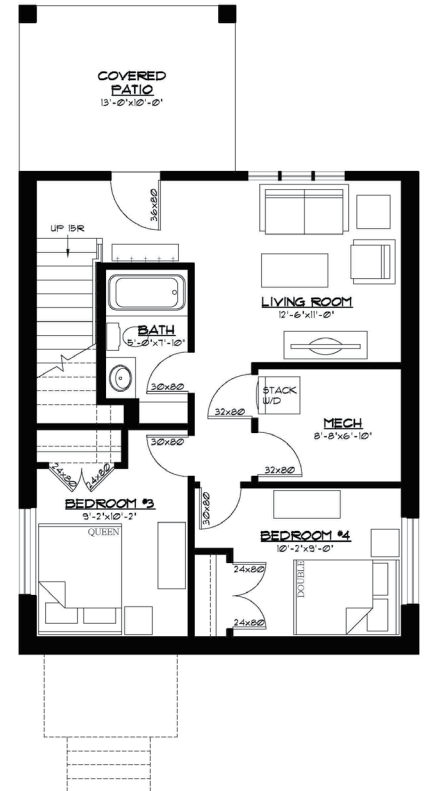 COVERED
PATIO
13'-0"x10'-0"
36x80
UP 15R
LIVING ROOM
12'-6"x11'-0"
BATH
5'-0"x7'-10"
30x80
STACK
W/D
32x80
MECH
8'-8"x6'-10"
30x80
32x80
24x80
24x80
BEDROOM #3
9'-2"x10'-2"
QUEEN
30x80
BEDROOM #4
10'-2"x9'-0"
24x80
DOUBLE
24x80